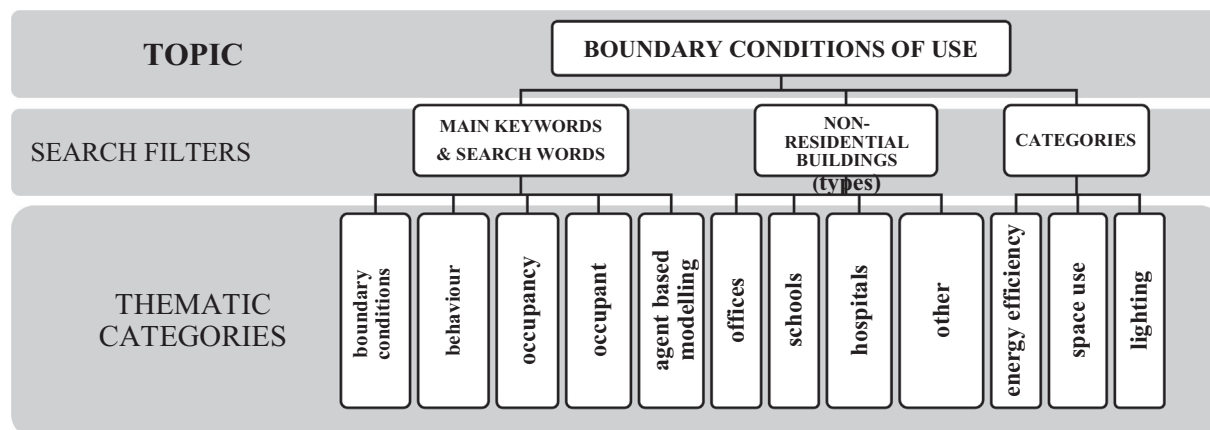 TOPIC
BOUNDARY CONDITIONS OF USE
SEARCH FILTERS
MAIN KEYWORDS
& SEARCH WORDS
NON-
RESIDENTIAL
BUILDINGS
(types)
CATEGORIES
THEMATIC
CATEGORIES
boundary
conditions
behaviour
occupancy
occupant
agent based
modelling
offices
schools
hospitals
other
energy efficiency
space use
lighting